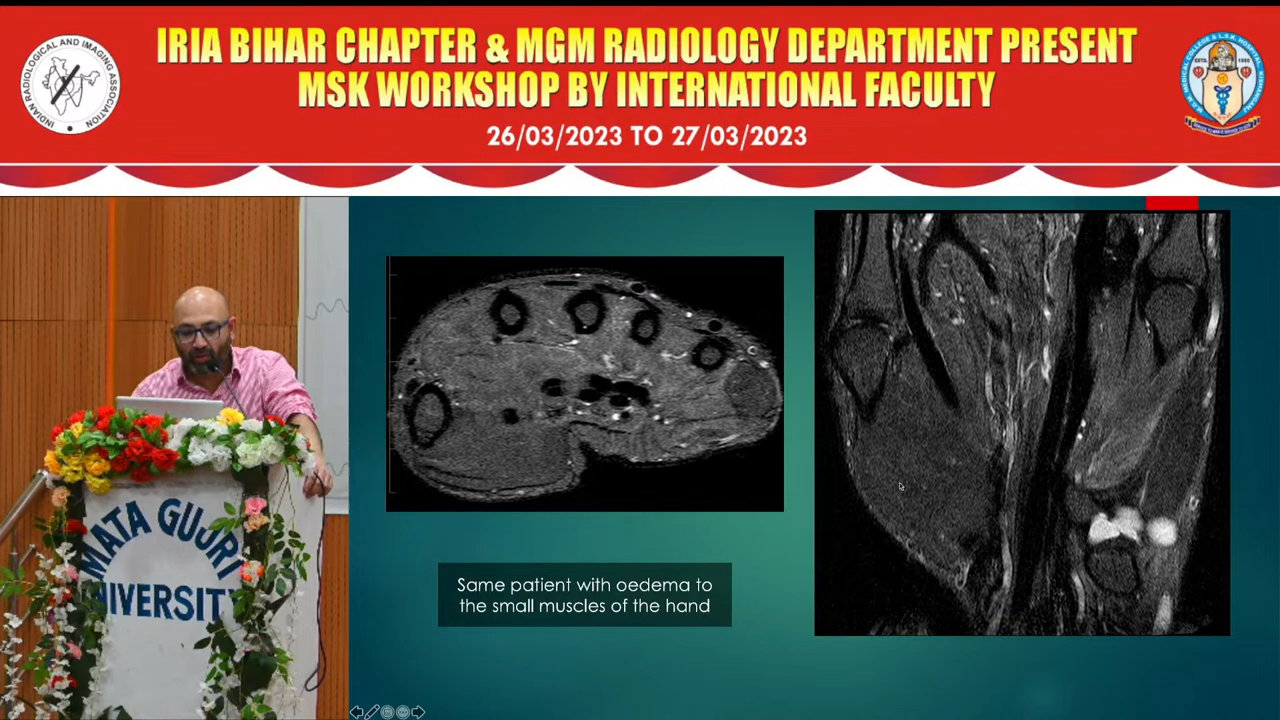 IRIA BIHAR CHAPTER & MGM RADIOLOGY DEPARTMENT PRESENT
MSK WORKSHOP BY INTERNATIONAL FACULTY
26/03/2023 TO 27/03/2023
INDIAN RADIOLOGICAL AND IMAGING ASSOCIATION
Same patient with oedema to
the small muscles of the hand
MATA GUJRI
UNIVERSITY